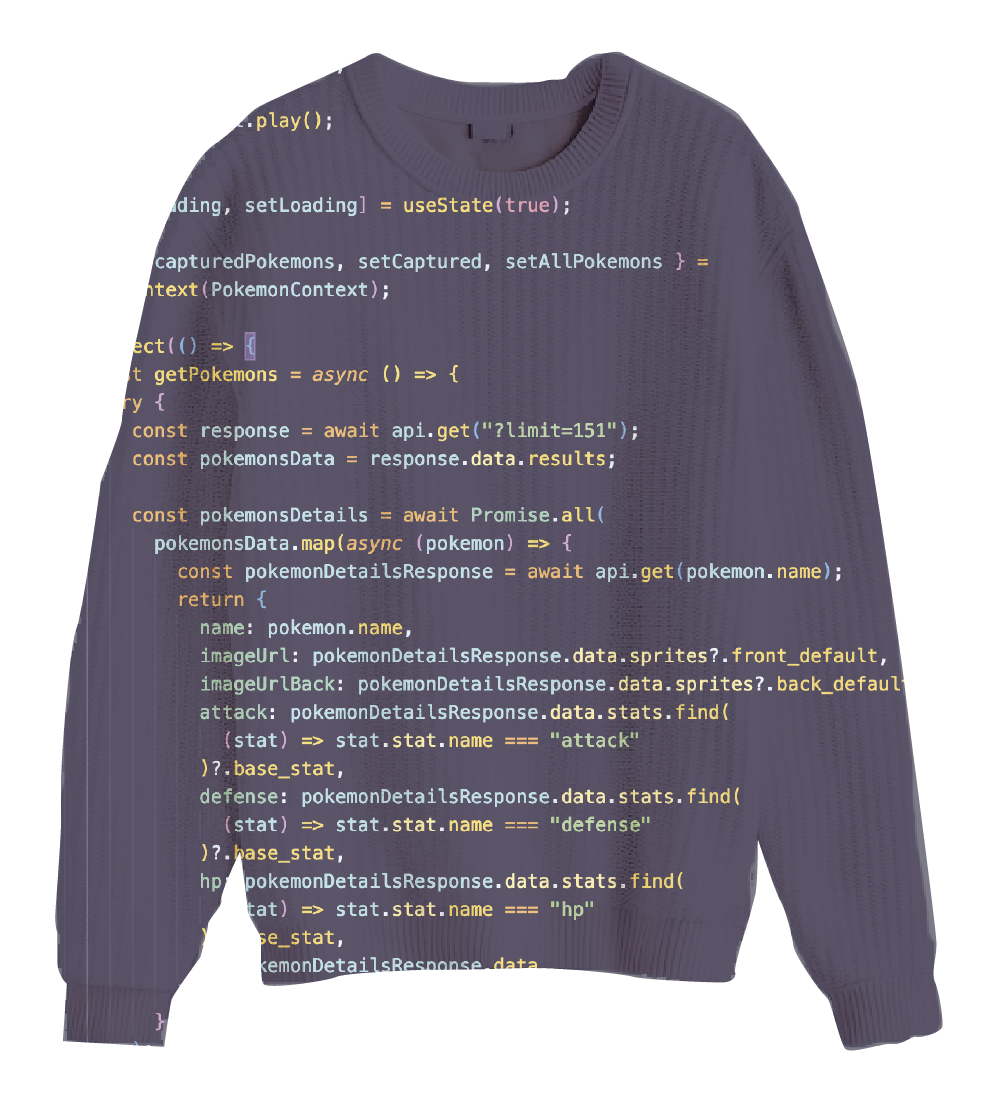 .play();
ding, setLoading] = useState(true);
capturedPokemons, setCaptured, setAllPokemons } =
ntext(PokemonContext);
ect(() => {
t getPokemons = async () => {
ry {
const response = await api.get("?limit=151");
const pokemonsData = response.data.results;
const pokemonsDetails = await Promise.all(
pokemonsData.map(async (pokemon) => {
const pokemonDetailsResponse = await api.get(pokemon.name);
return {
name: pokemon.name,
imageUrl: pokemonDetailsResponse.data.sprites?.front_default,
imageUrlBack: pokemonDetailsResponse.data.sprites?.back_defaul
attack: pokemonDetailsResponse.data.stats.find(
(stat) => stat.stat.name === "attack"
)?.base_stat,
defense: pokemonDetailsResponse.data.stats.find(
(stat) => stat.stat.name === "defense"
)?.base_stat,
hp pokemonDetailsResponse.data.stats.find(
tat) => stat.stat.name === "hp"
) se_stat,
kemonDetailsResponse.data
}